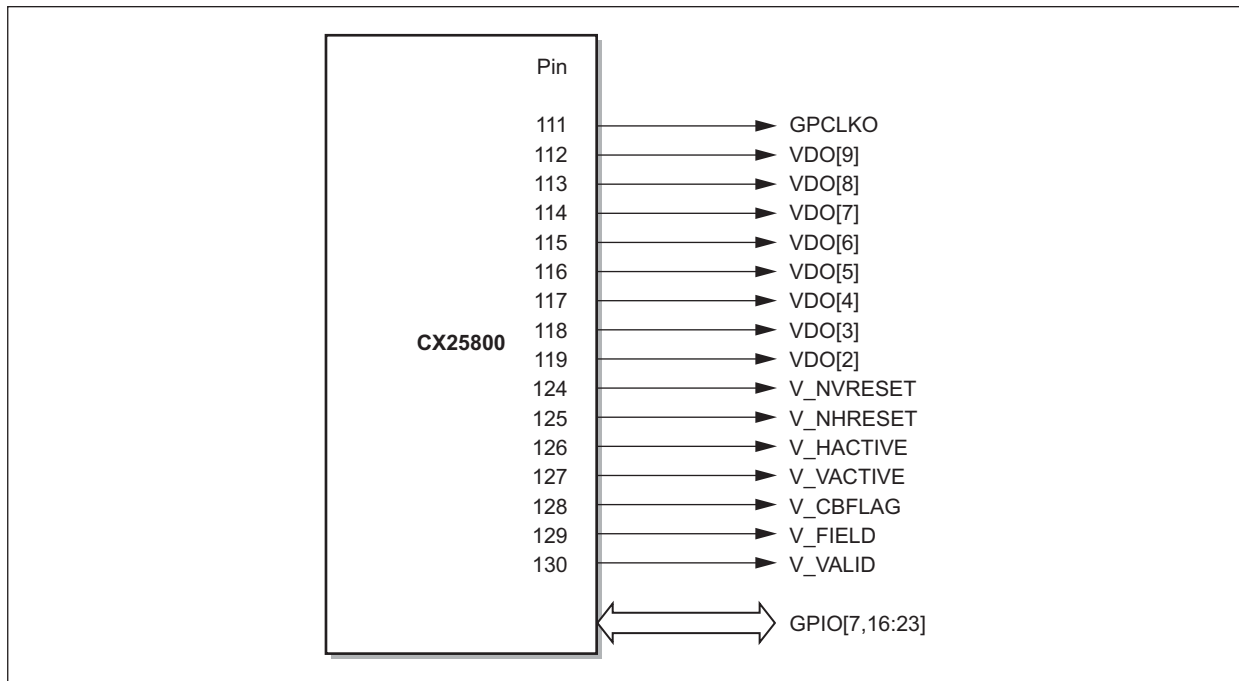 Pin
111 GPCLKO
112 VDO[9]
113 VDO[8]
114 VDO[7]
115 VDO[6]
116 VDO[5]
117 VDO[4]
118 VDO[3]
CX25800
119 VDO[2]
124 V_NVRESET
125 V_NHRESET
126 V_HACTIVE
127 V_VACTIVE
128 V_CBFLAG
129 V_FIELD
130 V_VALID
GPIO[7,16:23]